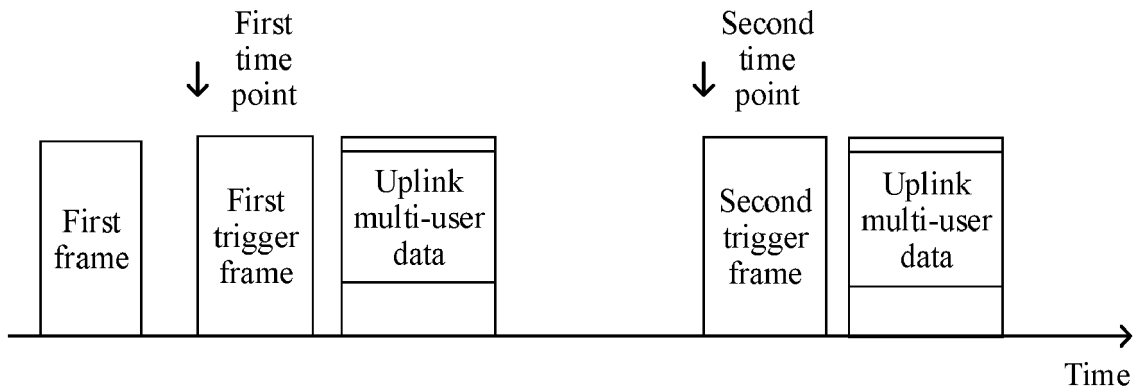 First
time
point
Second
time
point
First
frame
First
trigger
frame
Uplink
multi-user
data
Second
trigger
frame
Uplink
multi-user
data
Time